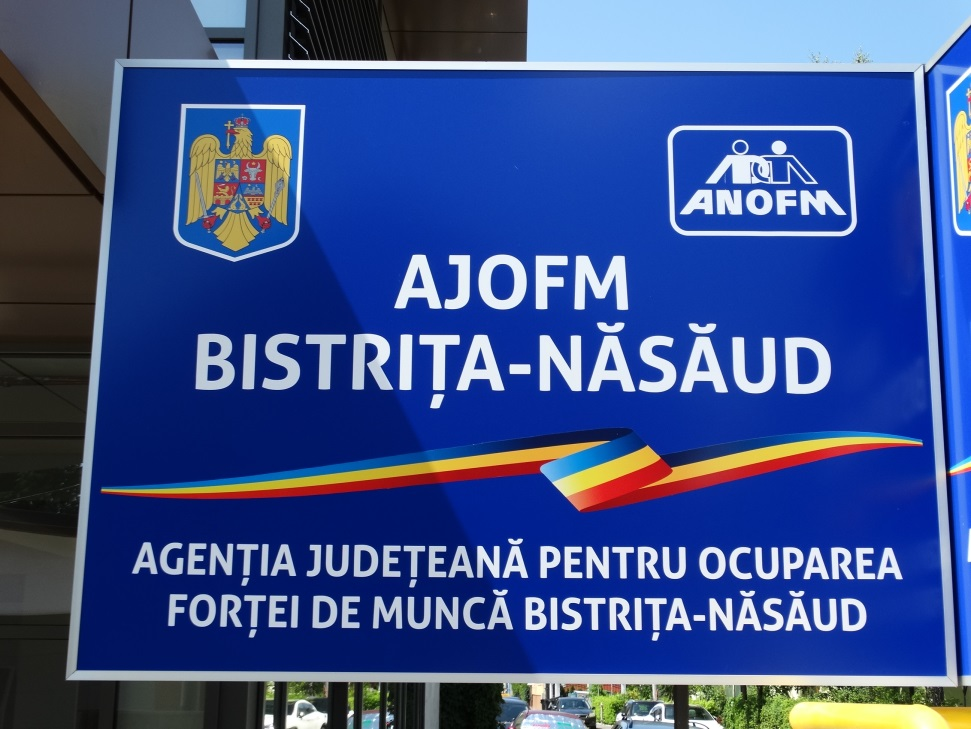 ANOFM
AJOFM
BISTRIȚA-NĂSĂUD
AGENȚIA JUDEȚEANĂ PENTRU OCUPAREA
FORȚEI DE MUNCĂ BISTRIȚA-NĂSĂUD